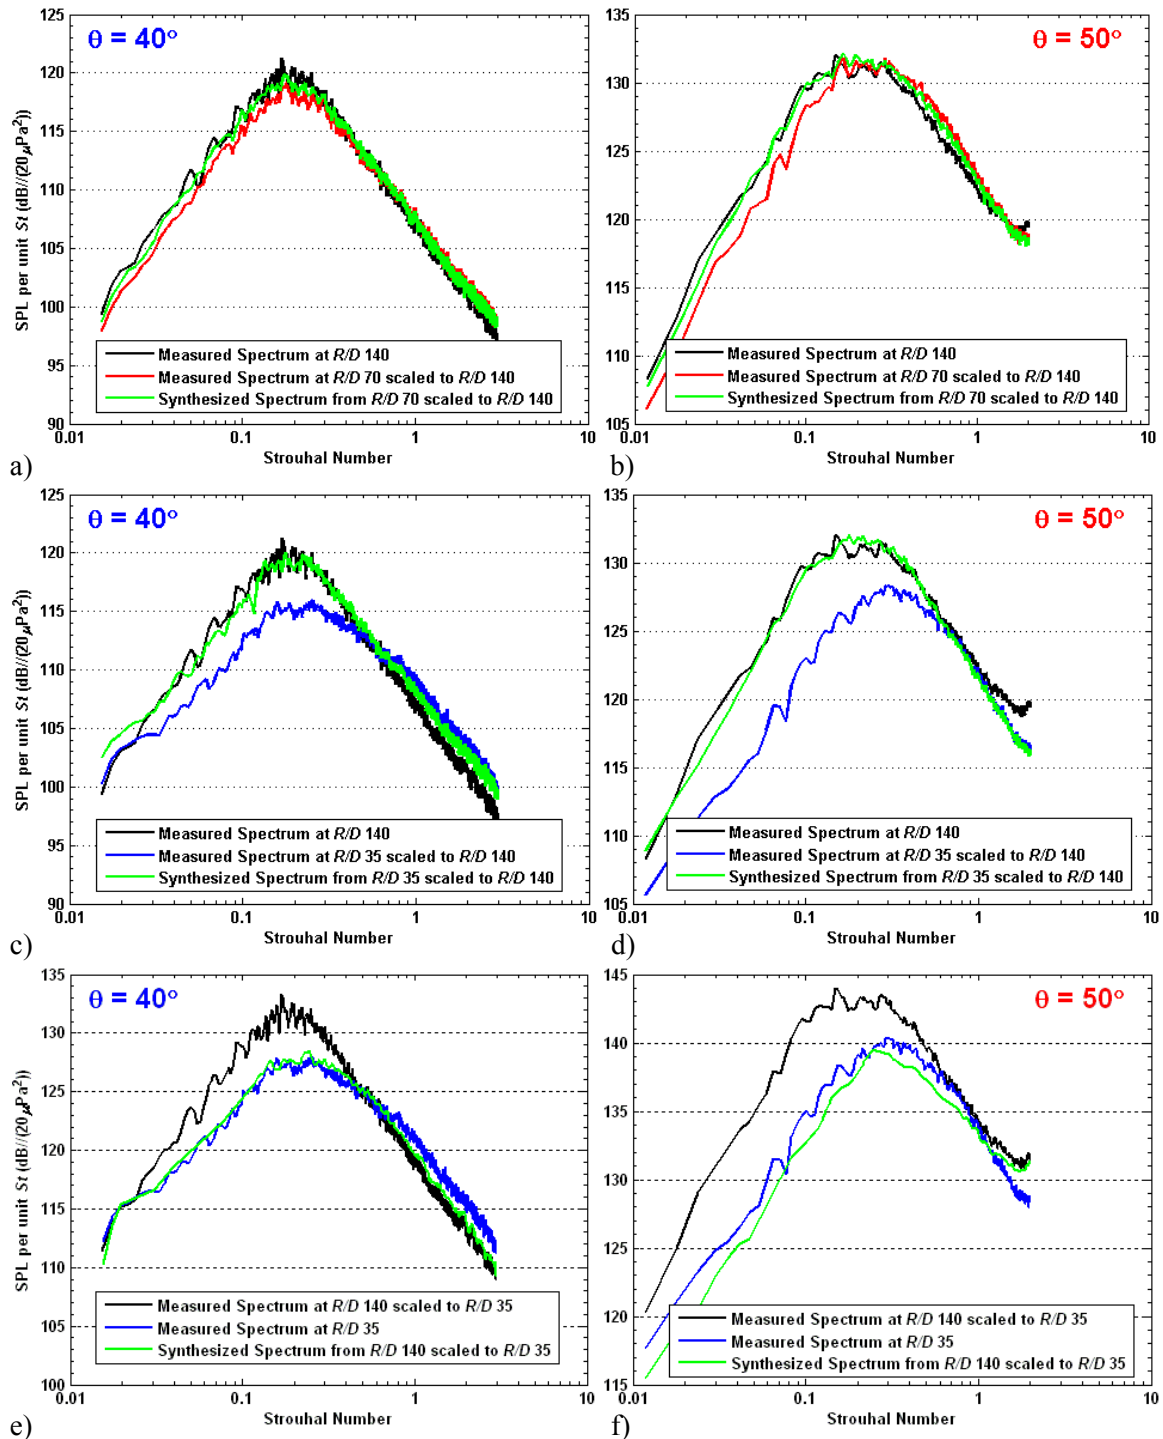 θ = 40°
SPL per unit St (dB//(20µPa²))
125
120
115
110
105
100
95
90
Measured Spectrum at R/D 140
Measured Spectrum at R/D 70 scaled to R/D 140
Synthesized Spectrum from R/D 70 scaled to R/D 140
0.01
0.1
1
10
Strouhal Number
a)
θ = 50°
135
130
125
120
115
110
105
Measured Spectrum at R/D 140
Measured Spectrum at R/D 70 scaled to R/D 140
Synthesized Spectrum from R/D 70 scaled to R/D 140
0.01
0.1
1
10
Strouhal Number
b)
θ = 40°
SPL per unit St (dB//(20µPa²))
125
120
115
110
105
100
95
90
Measured Spectrum at R/D 140
Measured Spectrum at R/D 35 scaled to R/D 140
Synthesized Spectrum from R/D 35 scaled to R/D 140
0.01
0.1
1
10
Strouhal Number
c)
θ = 50°
135
130
125
120
115
110
105
Measured Spectrum at R/D 140
Measured Spectrum at R/D 35 scaled to R/D 140
Synthesized Spectrum from R/D 35 scaled to R/D 140
0.01
0.1
1
10
Strouhal Number
d)
θ = 40°
SPL per unit St (dB//(20µPa²))
135
130
125
120
115
110
105
100
Measured Spectrum at R/D 140 scaled to R/D 35
Measured Spectrum at R/D 35
Synthesized Spectrum from R/D 140 scaled to R/D 35
0.01
0.1
1
10
Strouhal Number
e)
θ = 50°
145
140
135
130
125
120
115
Measured Spectrum at R/D 140 scaled to R/D 35
Measured Spectrum at R/D 35
Synthesized Spectrum from R/D 140 scaled to R/D 35
0.01
0.1
1
10
Strouhal Number
f)